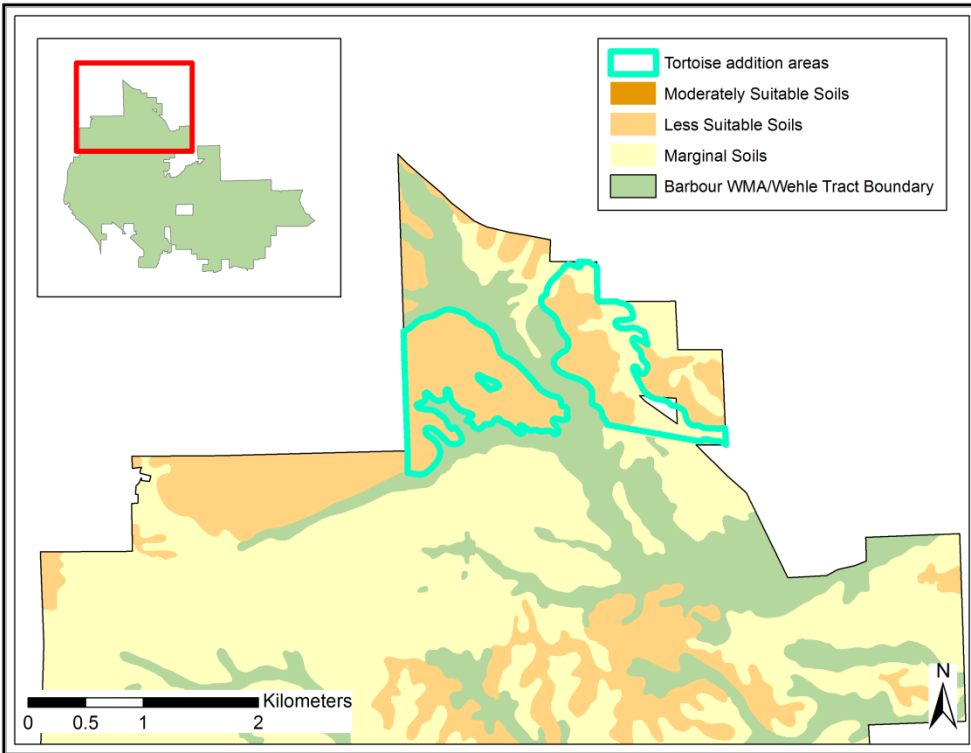 Tortoise addition areas
Moderately Suitable Soils
Less Suitable Soils
Marginal Soils
Barbour WMA/Wehle Tract Boundary
N
Kilometers
0 0.5 1 2